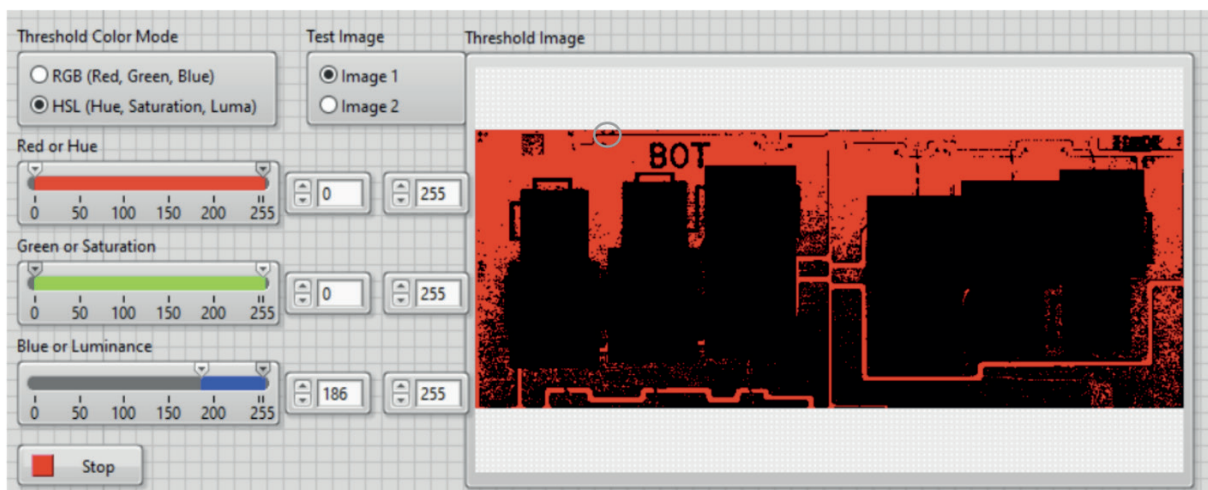 Threshold Color Mode
RGB (Red, Green, Blue)
HSL (Hue, Saturation, Luma)
Test Image
Image 1
Image 2
Threshold Image
BOT
Red or Hue
0 50 100 150 200 255
0 255
Green or Saturation
0 50 100 150 200 255
0 255
Blue or Luminance
0 50 100 150 200 255
186 255
Stop